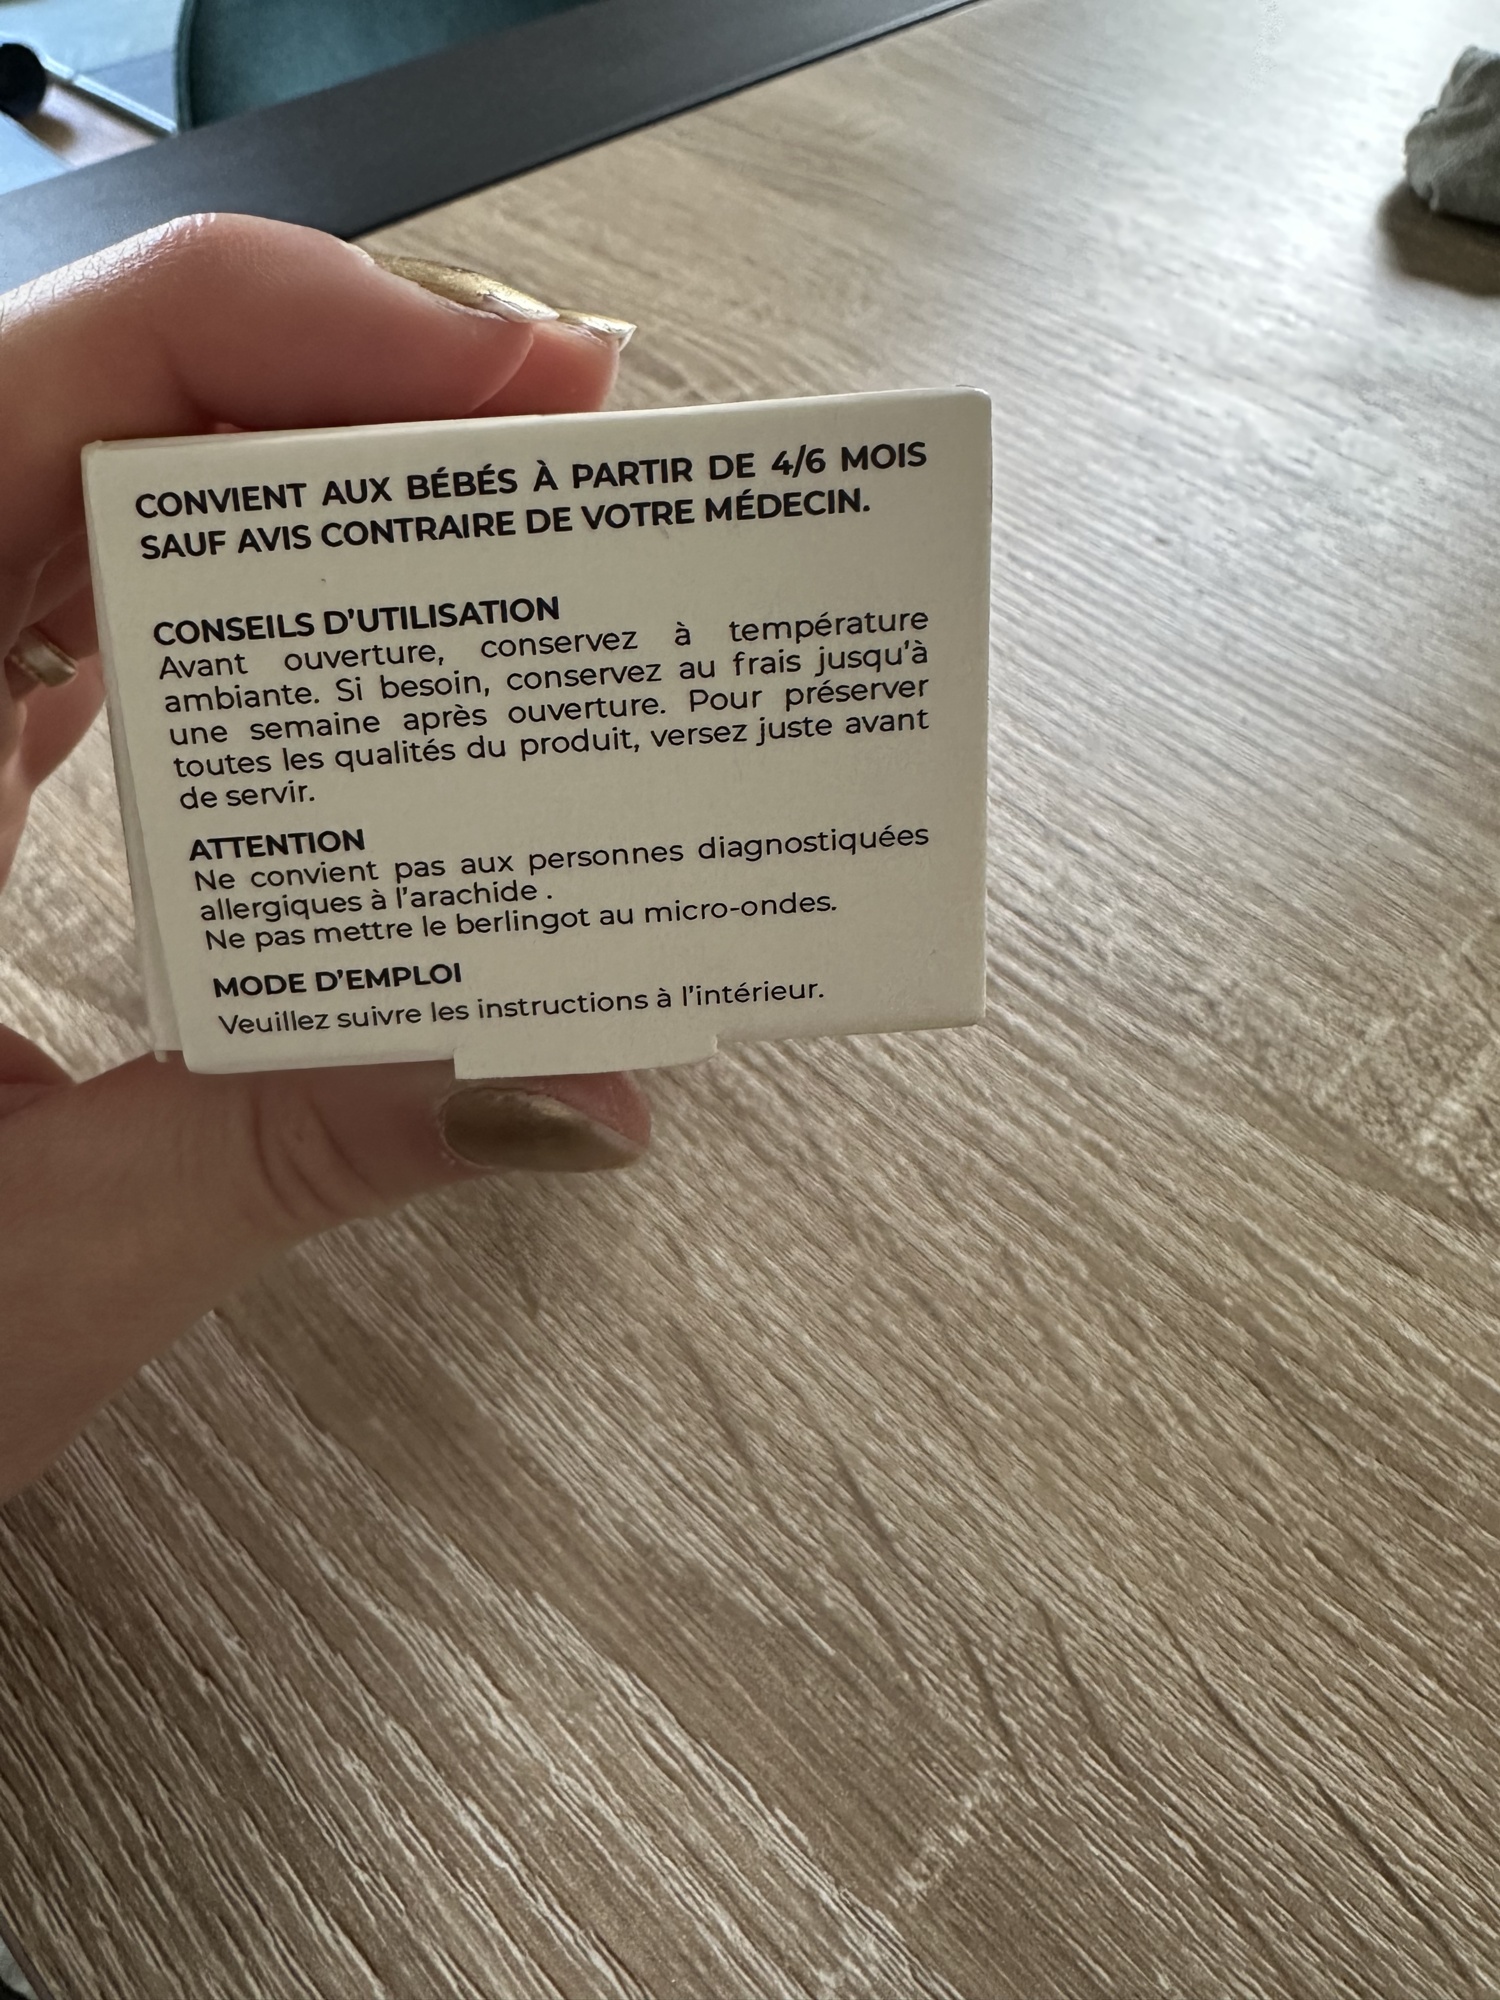 CONVIENT AUX BÉBÉS À PARTIR DE 4/6 MOIS
SAUF AVIS CONTRAIRE DE VOTRE MÉDECIN.
CONSEILS D'UTILISATION
Avant ouverture, conservez à température
ambiante. Si besoin, conservez au frais jusqu'à
une semaine après ouverture. Pour préserver
toutes les qualités du produit, versez juste avant
de servir.
ATTENTION
Ne convient pas aux personnes diagnostiquées
allergiques à l'arachide .
Ne pas mettre le berlingot au micro-ondes.
MODE D'EMPLOI
Veuillez suivre les instructions à l'intérieur.